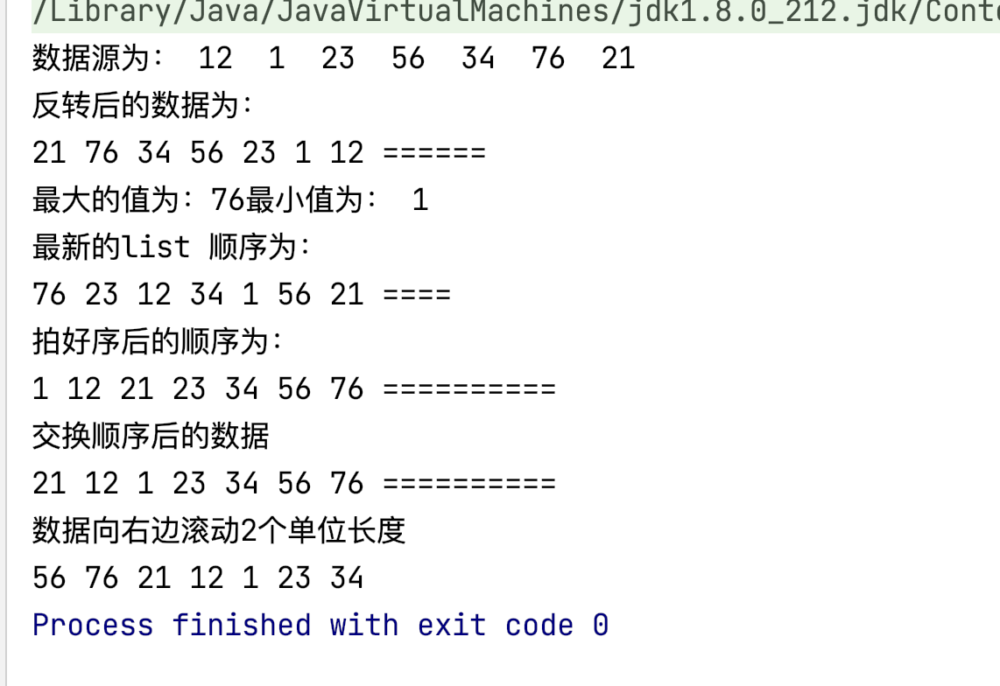 /Library/Java/JavaVirtualMachines/jdk1.8.0_212.jdk/Conte
数据源为： 12  1  23  56  34  76  21
反转后的数据为：
21 76 34 56 23 1 12 ======
最大的值为：76最小值为： 1
最新的list 顺序为：
76 23 12 34 1 56 21 ====
拍好序后的顺序为：
1 12 21 23 34 56 76 ==========
交换顺序后的数据
21 12 1 23 34 56 76 ==========
数据向右边滚动2个单位长度
56 76 21 12 1 23 34
Process finished with exit code 0